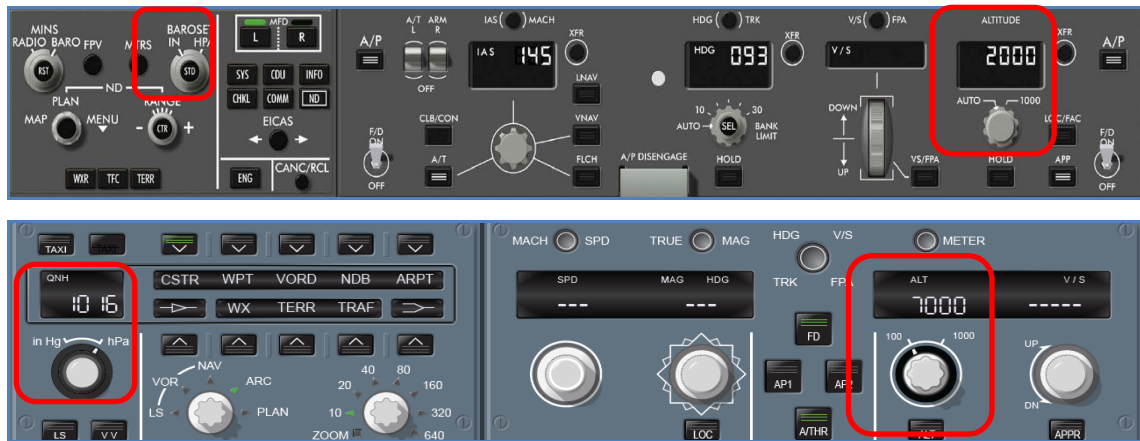 MINS
RADIO BARO
FPV
MTRS
BAROSET
IN HPA
RST
STD
ND
PLAN
MAP
MENU
RANGE
- CTR +
WXR TFC TERR
MFD
L R
SYS CDU INFO
CHKL COMM ND
EICAS
ENG
CANC/RCL
A/P
A/T ARM
L R
OFF
IAS MACH
IAS 145
XFR
LNAV
VNAV
FLCH
CLB/CON
A/T
F/D
ON
OFF
HDG TRK
HDG 093
XFR
10 30
AUTO SEL BANK
LIMIT
A/P DISENGAGE
HOLD
V/S FPA
V/S
DOWN
UP
VS/FPA
ALTITUDE
2000
XFR
AUTO 1000
HOLD
LOC/FAC
APP
A/P
F/D
ON
OFF
TAXI TAXI
QNH
1016
in Hg hPa
LS VV
CSTR WPT VORD NDB ARPT
WX TERR TRAF
LS VOR NAV ARC PLAN
ZOOM 10 20 40 80 160 320 640
MACH SPD
TRUE MAG
HDG V/S
TRK FPA
METER
SPD
---
MAG HDG
---
ALT
7000
V/S
-----
FD
AP1 AP2
A/THR
LOC
100 1000
ALT
UP
DN
APPR